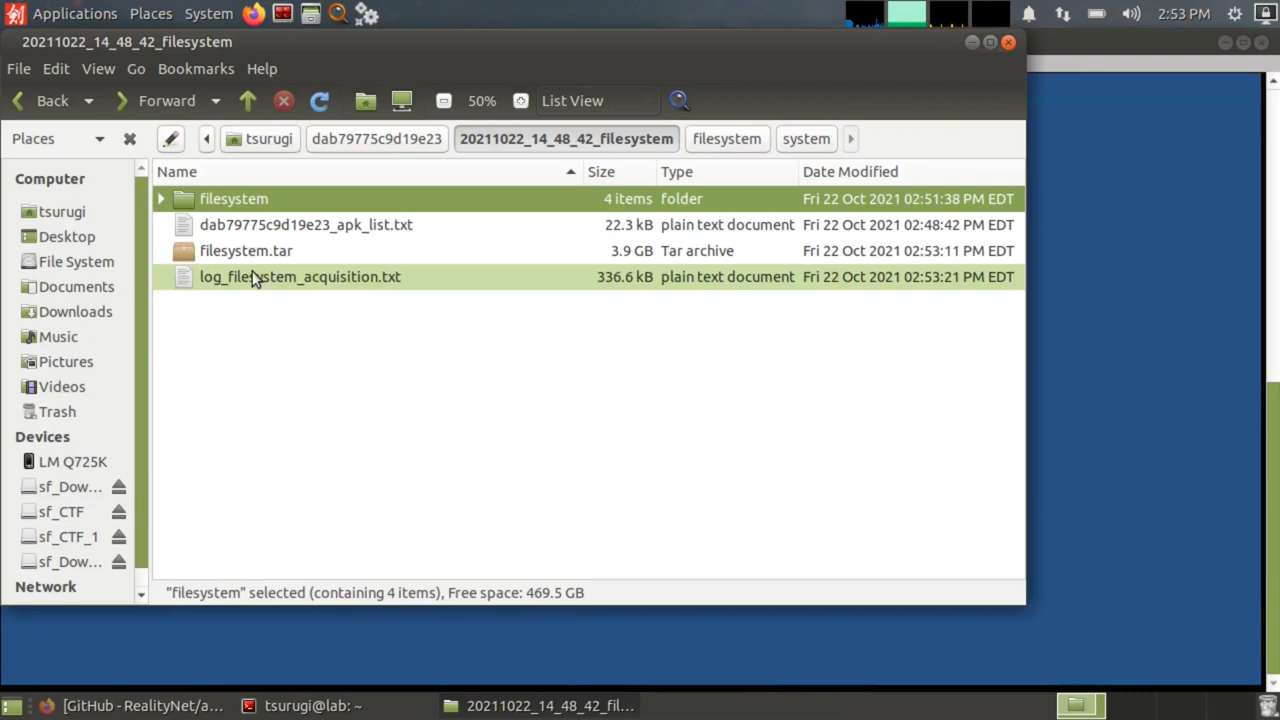 Applications Places System 2:53 PM
20211022_14_48_42_filesystem
File Edit View Go Bookmarks Help
Back Forward 50% List View
Places tsurugi dab79775c9d19e23 20211022_14_48_42_filesystem filesystem system
Name Size Type Date Modified
Computer
tsurugi
Desktop
File System
Documents
Downloads
Music
Pictures
Videos
Trash
Devices
LM Q725K
sf_Dow...
sf_CTF
sf_CTF_1
sf_Dow...
Network
filesystem 4 items folder Fri 22 Oct 2021 02:51:38 PM EDT
dab79775c9d19e23_apk_list.txt 22.3 kB plain text document Fri 22 Oct 2021 02:48:42 PM EDT
filesystem.tar 3.9 GB Tar archive Fri 22 Oct 2021 02:53:11 PM EDT
log_filesystem_acquisition.txt 336.6 kB plain text document Fri 22 Oct 2021 02:53:21 PM EDT
"filesystem" selected (containing 4 items), Free space: 469.5 GB
[GitHub - RealityNet/a... tsurugi@lab: ~ 20211022_14_48_42_fil...